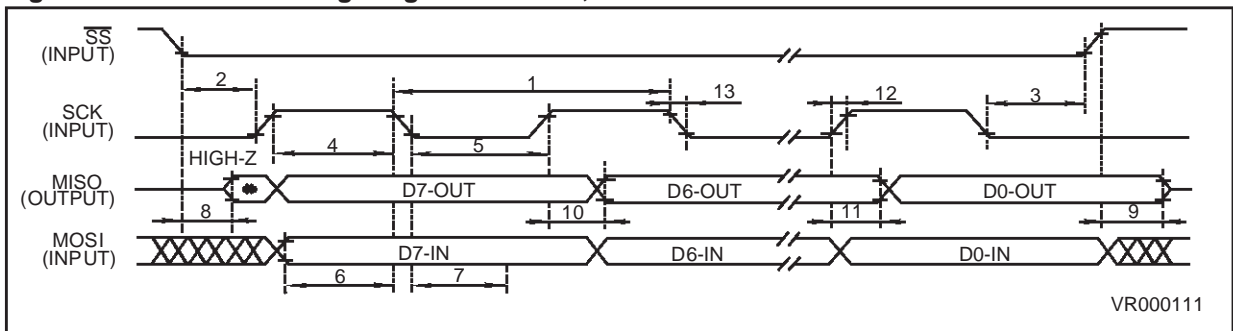 SS
(INPUT)
2
1
13
12
3
SCK
(INPUT)
4
5
HIGH-Z
MISO
(OUTPUT)
D7-OUT
D6-OUT
D0-OUT
8
10
11
9
MOSI
(INPUT)
D7-IN
D6-IN
D0-IN
6
7
VR000111